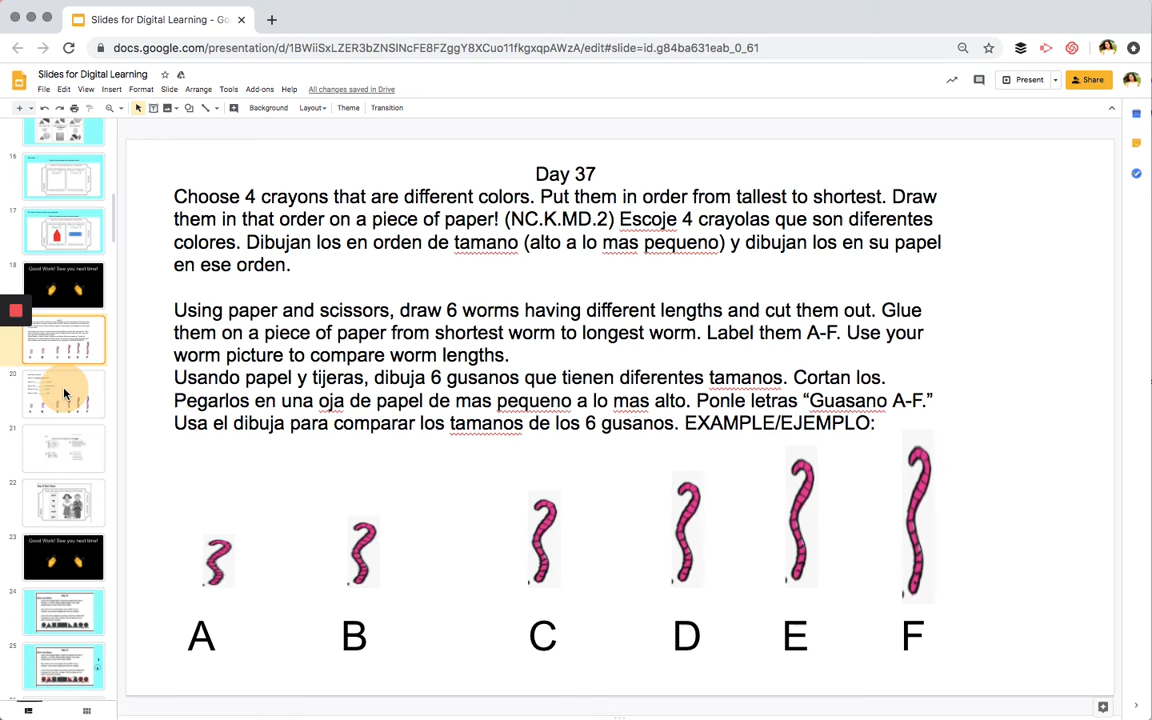 Slides for Digital Learning - Go
docs.google.com/presentation/d/1BWiiSxLZER3bZNSlNcFE8FZggY8XCuo11fkgxqpAWzA/edit#slide=id.g84ba631eab_0_61
Slides for Digital Learning
File Edit View Insert Format Slide Arrange Tools Add-ons Help All changes saved in Drive
Present
Share
Background Layout Theme Transition
16
17
18
Good Work! See you next time!
20
21
22
23
Good Work! See you next time!
24
25
Day 37
Choose 4 crayons that are different colors. Put them in order from tallest to shortest. Draw
them in that order on a piece of paper! (NC.K.MD.2) Escoje 4 crayolas que son diferentes
colores. Dibujan los en orden de tamano (alto a lo mas pequeno) y dibujan los en su papel
en ese orden.
Using paper and scissors, draw 6 worms having different lengths and cut them out. Glue
them on a piece of paper from shortest worm to longest worm. Label them A-F. Use your
worm picture to compare worm lengths.
Usando papel y tijeras, dibuja 6 gusanos que tienen diferentes tamanos. Cortan los.
Pegarlos en una oja de papel de mas pequeno a lo mas alto. Ponle letras “Guasano A-F.”
Usa el dibuja para comparar los tamanos de los 6 gusanos. EXAMPLE/EJEMPLO:
A B C D E F